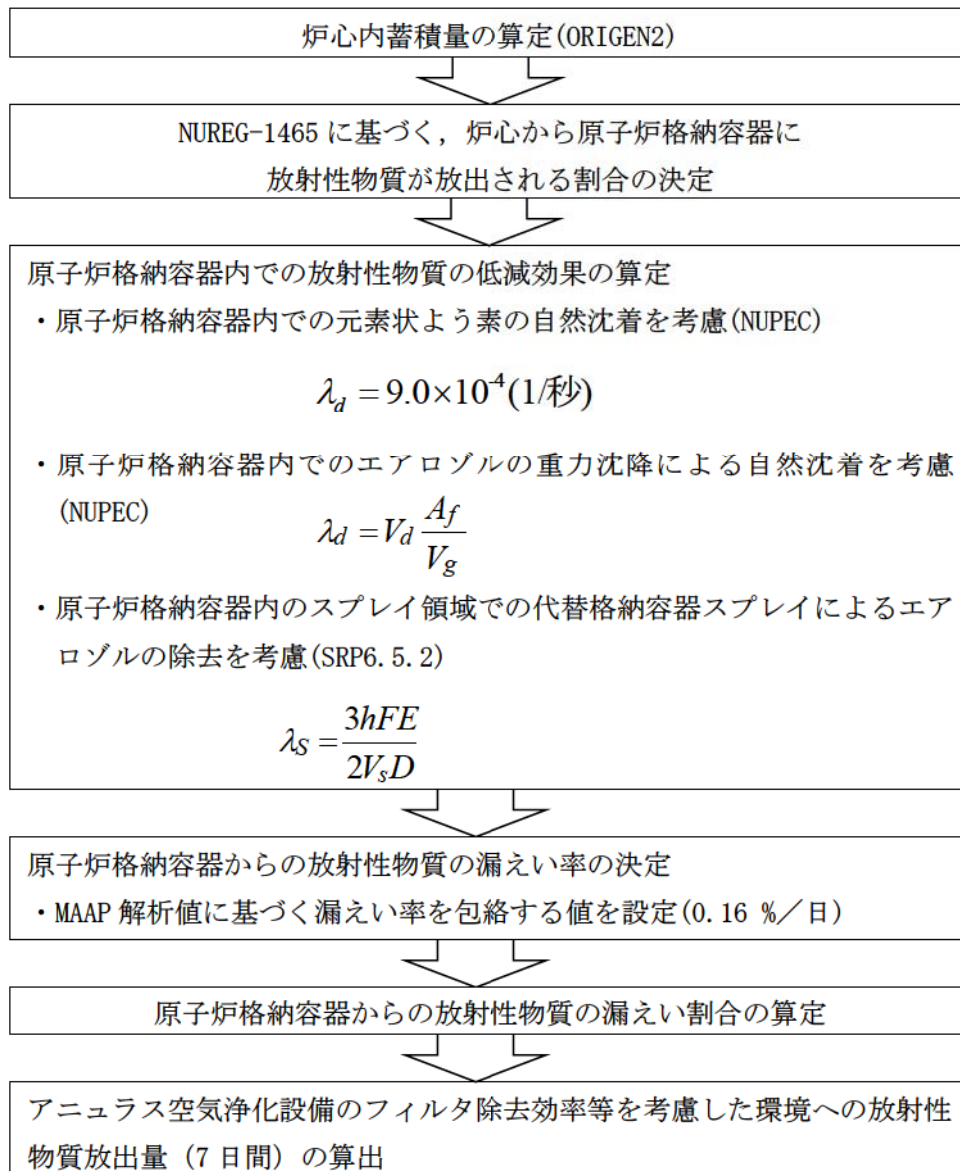 炉心内蓄積量の算定(ORIGEN2)
NUREG-1465 に基づく，炉心から原子炉格納容器に
放射性物質が放出される割合の決定
原子炉格納容器内での放射性物質の低減効果の算定
・原子炉格納容器内での元素状よう素の自然沈着を考慮(NUPEC)
λ_d = 9.0×10^-4 (1/秒)
・原子炉格納容器内でのエアロゾルの重力沈降による自然沈着を考慮
(NUPEC)
λ_d = V_d A_f / V_g
・原子炉格納容器内のスプレイ領域での代替格納容器スプレイによるエア
ロゾルの除去を考慮(SRP6.5.2)
λ_S = 3hFE / 2V_sD
原子炉格納容器からの放射性物質の漏えい率の決定
・MAAP 解析値に基づく漏えい率を包絡する値を設定(0.16 %／日)
原子炉格納容器からの放射性物質の漏えい割合の算定
アニュラス空気浄化設備のフィルタ除去効率等を考慮した環境への放射性
物質放出量（7 日間）の算出